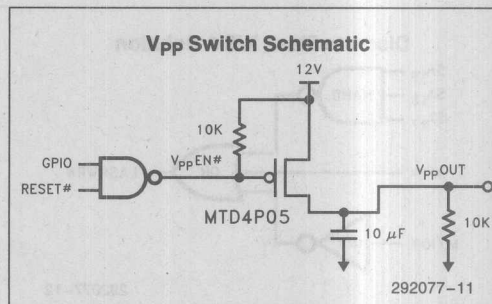 VPP Switch Schematic
12V
10K
GPIO
RESET#
VPPEN#
VPPOUT
MTD4P05
10 μF
10K
292077-11